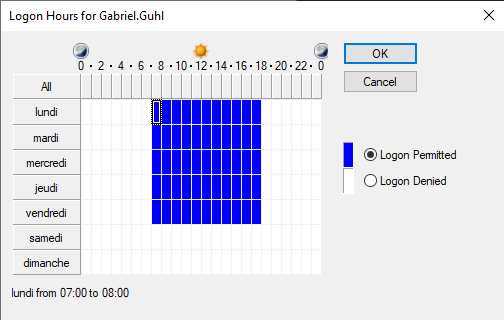 Logon Hours for Gabriel.Guhl
0 · 2 · 4 · 6 · 8 · 10 · 12 · 14 · 16 · 18 · 20 · 22 · 0
All
lundi
mardi
mercredi
jeudi
vendredi
samedi
dimanche
lundi from 07:00 to 08:00
OK
Cancel
Logon Permitted
Logon Denied